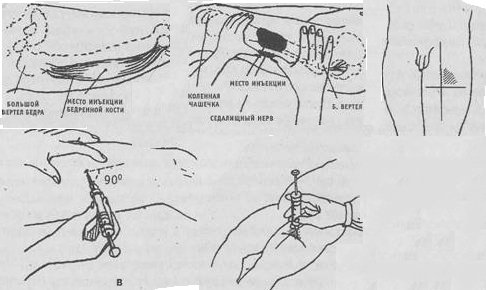 БОЛЬШОЙ
ВЕРТЕЛ БЕДРА
МЕСТО ИНЪЕКЦИИ
БЕДРЕННОЙ КОСТИ
КОЛЕННАЯ
ЧАШЕЧКА
МЕСТО ИНЪЕКЦИИ
СЕДАЛИЩНЫЙ НЕРВ
Б. ВЕРТЕЛ
90°
В